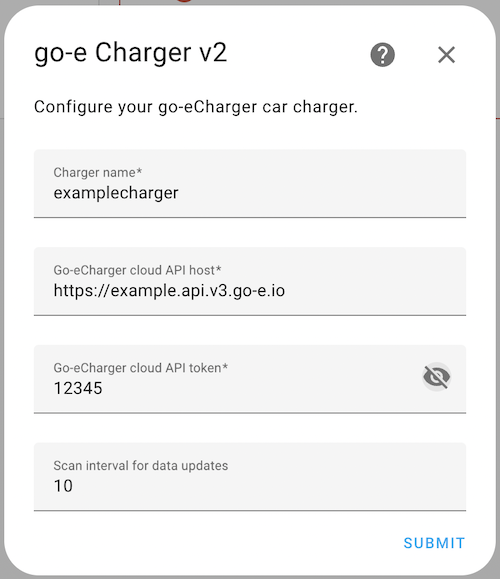 go-e Charger v2
Configure your go-eCharger car charger.
Charger name*
examplecharger
Go-eCharger cloud API host*
https://example.api.v3.go-e.io
Go-eCharger cloud API token*
12345
Scan interval for data updates
10
SUBMIT